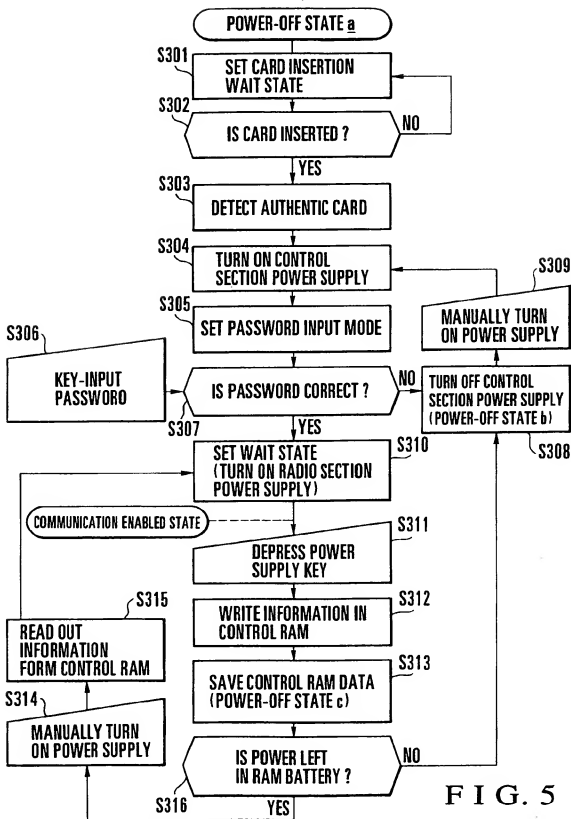 POWER-OFF STATE a
S301
SET CARD INSERTION
WAIT STATE
S302
IS CARD INSERTED ?
NO
YES
S303
DETECT AUTHENTIC CARD
S304
TURN ON CONTROL
SECTION POWER SUPPLY
S309
MANUALLY TURN
ON POWER SUPPLY
S305
SET PASSWORD INPUT MODE
S306
KEY-INPUT
PASSWORD
IS PASSWORD CORRECT ?
NO
S307
YES
TURN OFF CONTROL
SECTION POWER SUPPLY
(POWER-OFF STATE b)
S308
S310
SET WAIT STATE
(TURN ON RADIO SECTION
POWER SUPPLY)
COMMUNICATION ENABLED STATE
S311
DEPRESS POWER
SUPPLY KEY
S312
WRITE INFORMATION IN
CONTROL RAM
S315
READ OUT
INFORMATION
FORM CONTROL RAM
S313
SAVE CONTROL RAM DATA
(POWER-OFF STATE c)
S314
MANUALLY TURN
ON POWER SUPPLY
IS POWER LEFT
IN RAM BATTERY ?
NO
S316
YES
FIG. 5